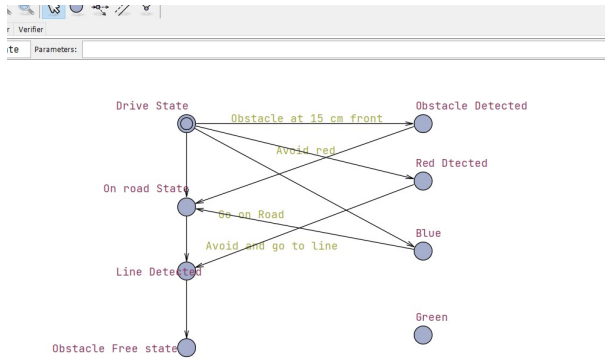 r Verifier
ate Parameters:
Drive State
Obstacle Detected
Obstacle at 15 cm front
Avoid red
Red Dtected
On road State
Go on Road
Blue
Avoid and go to line
Line Detected
Green
Obstacle Free state